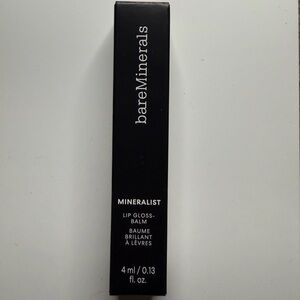 bareMinerals
MINERALIST
LIP GLOSS-
BALM
BAUME
BRILLANT
À LÈVRES
4 ml / 0.13
fl. oz.